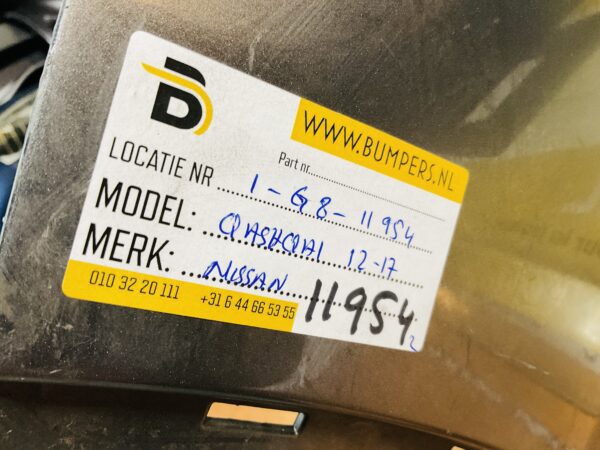 B
WWW.BUMPERS.NL
Part nr.
LOCATIE NR 1-G8-11954
MODEL: QASHQAI 12-17
MERK: NISSAN
010 32 20 111 +31 6 44 66 53 55
11954
2